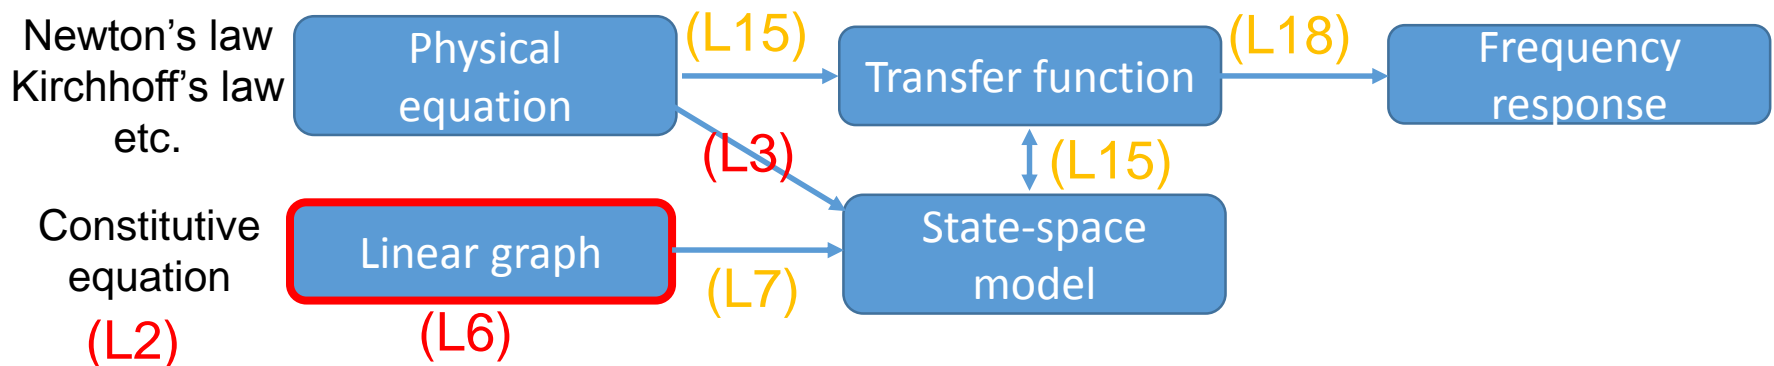 Newton’s law
Kirchhoff’s law
etc.
Physical
equation
(L15)
Transfer function
(L18)
Frequency
response
(L3)
(L15)
Constitutive
equation
(L2)
Linear graph
(L6)
(L7)
State-space
model